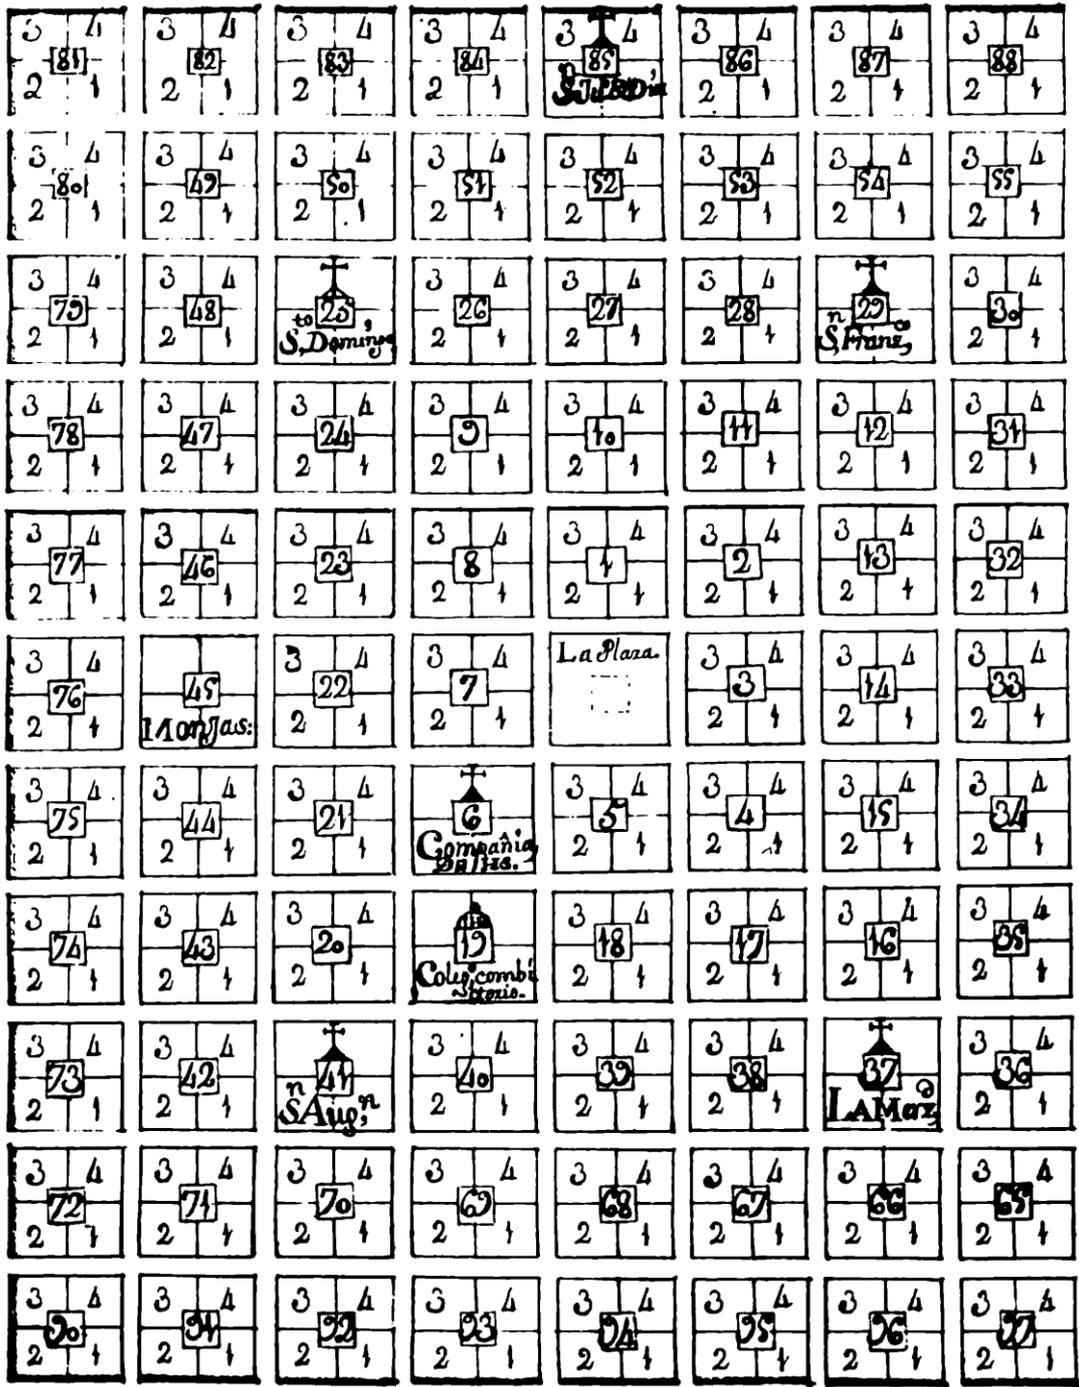 3 4 3 4 3 4 3 4 3 4 3 4 3 4 3 4
81 82 83 84 85 86 87 88
2 1 2 1 2 1 2 1 2 1 2 1 2 1
3 4 3 4 3 4 3 4 3 4 3 4 3 4 3 4
80 49 50 51 52 53 54 55
2 1 2 1 2 1 2 1 2 1 2 1 2 1 2 1
3 4 3 4 3 4 3 4 3 4 3 4
79 48 25 26 27 28 29 30
2 1 2 1 Sto, Domingo 2 1 2 1 2 1 Sn, Franco, 2 1
3 4 3 4 3 4 3 4 3 4 3 4 3 4 3 4
78 47 24 9 10 11 12 31
2 1 2 1 2 1 2 1 2 1 2 1 2 1 2 1
3 4 3 4 3 4 3 4 3 4 3 4 3 4 3 4
77 46 23 8 1 2 13 32
2 1 2 1 2 1 2 1 2 1 2 1 2 1 2 1
3 4 3 4 3 4 La Plaza. 3 4 3 4 3 4
76 45 22 7 3 14 33
2 1 Monjas: 2 1 2 1 2 1 2 1 2 1
3 4 3 4 3 4 3 4 3 4 3 4 3 4
75 44 21 6 5 4 15 34
2 1 2 1 2 1 Compañia 2 1 2 1 2 1 2 1
3 4 3 4 3 4 3 4 3 4 3 4 3 4
74 43 20 19 18 17 16 35
2 1 2 1 2 1 Colego. combi 2 1 2 1 2 1 2 1
ctorio.
3 4 3 4 3 4 3 4 3 4 3 4
73 42 41 40 39 38 37 36
2 1 2 1 Sn Augn, 2 1 2 1 2 1 LA Merd, 2 1
3 4 3 4 3 4 3 4 3 4 3 4 3 4 3 4
72 71 70 69 68 67 66 65
2 1 2 1 2 1 2 1 2 1 2 1 2 1 2 1
3 4 3 4 3 4 3 4 3 4 3 4 3 4 3 4
90 91 92 93 94 95 96 97
2 1 2 1 2 1 2 1 2 1 2 1 2 1 2 1